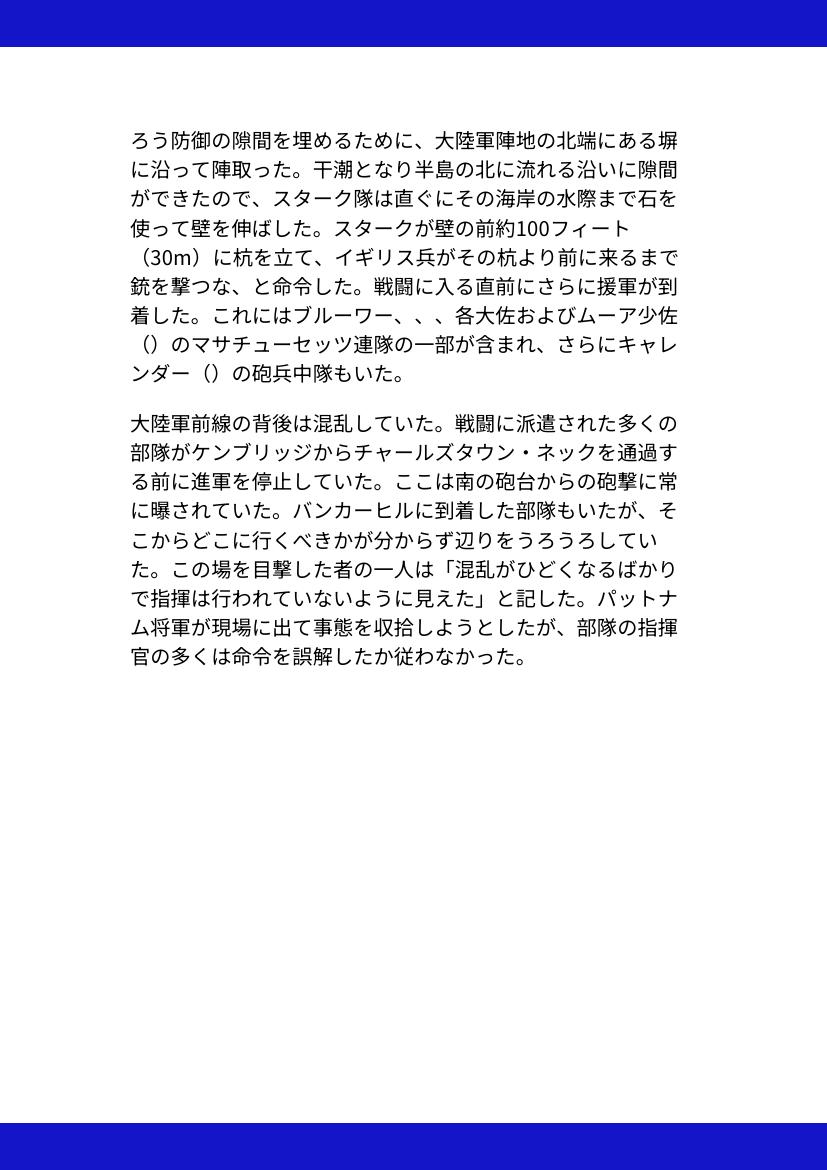 ろう防御の隙間を埋めるために、大陸軍陣地の北端にある塀
に沿って陣取った。干潮となり半島の北に流れる沿いに隙間
ができたので、スターク隊は直ぐにその海岸の水際まで石を
使って壁を伸ばした。スタークが壁の前約100フィート
（30m）に杭を立て、イギリス兵がその杭より前に来るまで
銃を撃つな、と命令した。戦闘に入る直前にさらに援軍が到
着した。これにはブルーワー、、、各大佐およびムーア少佐
（）のマサチューセッツ連隊の一部が含まれ、さらにキャレ
ンダー（）の砲兵中隊もいた。
大陸軍前線の背後は混乱していた。戦闘に派遣された多くの
部隊がケンブリッジからチャールズタウン・ネックを通過す
る前に進軍を停止していた。ここは南の砲台からの砲撃に常
に曝されていた。バンカーヒルに到着した部隊もいたが、そ
こからどこに行くべきかが分からず辺りをうろうろしてい
た。この場を目撃した者の一人は「混乱がひどくなるばかり
で指揮は行われていないように見えた」と記した。パットナ
ム将軍が現場に出て事態を収拾しようとしたが、部隊の指揮
官の多くは命令を誤解したか従わなかった。